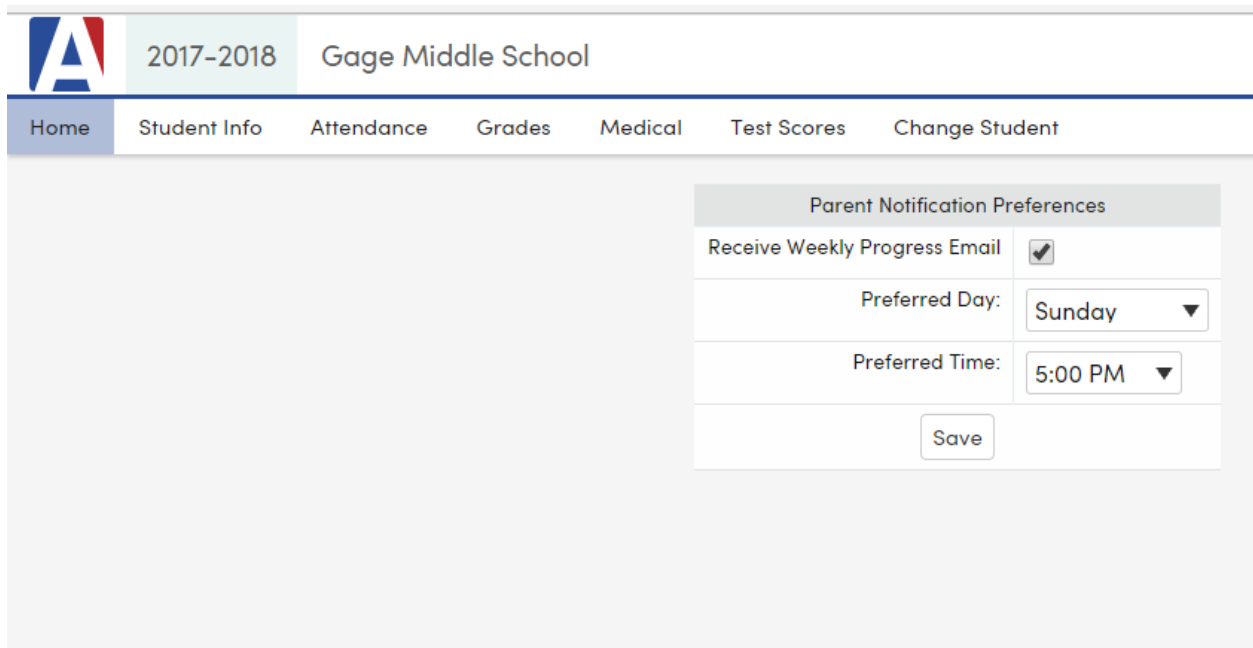 A
2017-2018 Gage Middle School
Home Student Info Attendance Grades Medical Test Scores Change Student
Parent Notification Preferences
Receive Weekly Progress Email
Preferred Day: Sunday
Preferred Time: 5:00 PM
Save